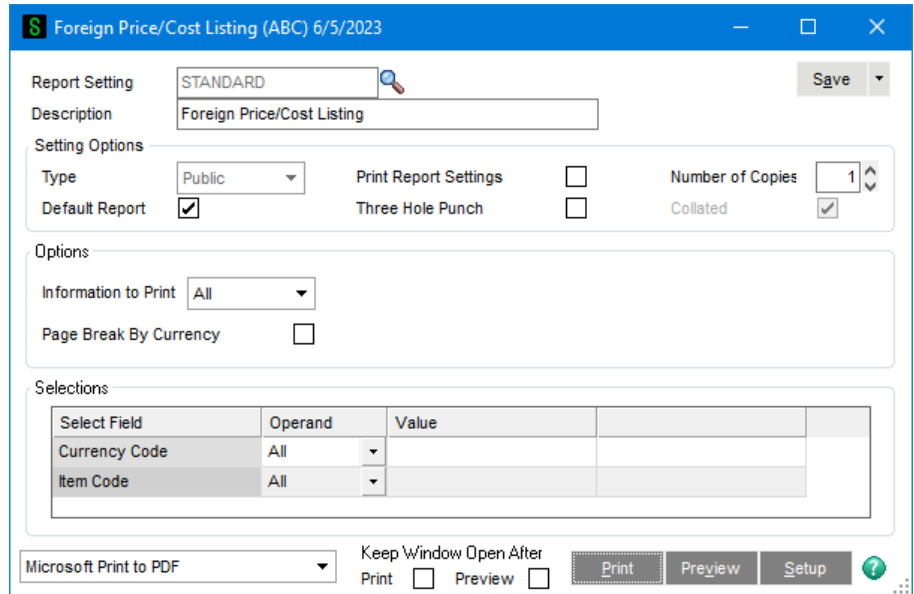 S Foreign Price/Cost Listing (ABC) 6/5/2023
Report Setting STANDARD Save
Description Foreign Price/Cost Listing
Setting Options
Type Public Print Report Settings Number of Copies 1
Default Report Three Hole Punch Collated
Options
Information to Print All
Page Break By Currency
Selections
Select Field Operand Value
Currency Code All
Item Code All
Keep Window Open After
Microsoft Print to PDF Print Preview Print Preview Setup ?